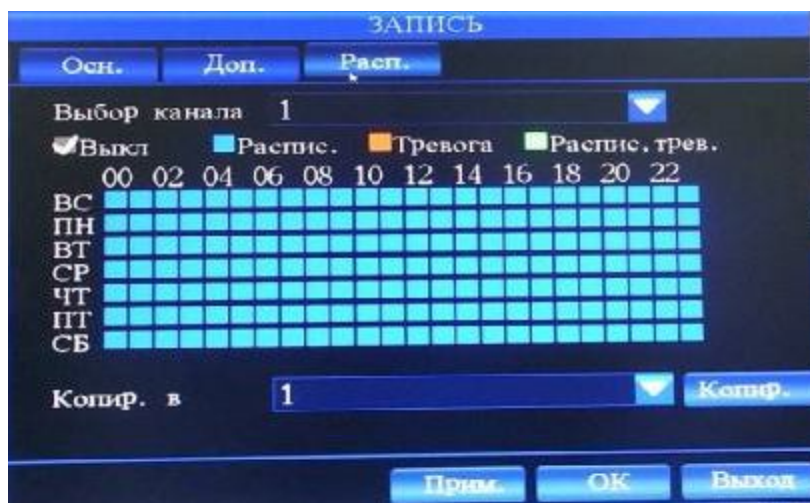 ЗАПИСЬ
Осн. Доп. Расп.
Выбор канала 1
Выкл Распис. Тревога Распис.трев.
00 02 04 06 08 10 12 14 16 18 20 22
ВС
ПН
ВТ
СР
ЧТ
ПТ
СБ
Копир. в 1 Копир.
Прим. ОК Выход